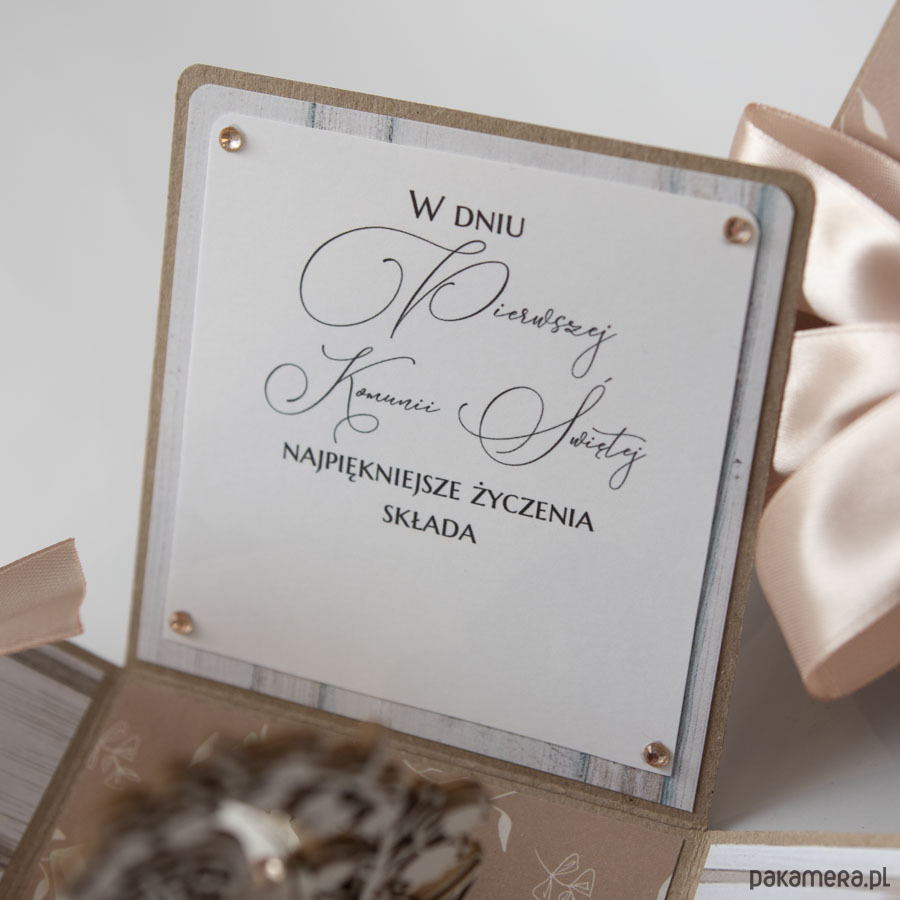 W DNIU
Pierwszej
Komunii Świętej
NAJPIĘKNIEJSZE ŻYCZENIA
SKŁADA
pakamera.pl